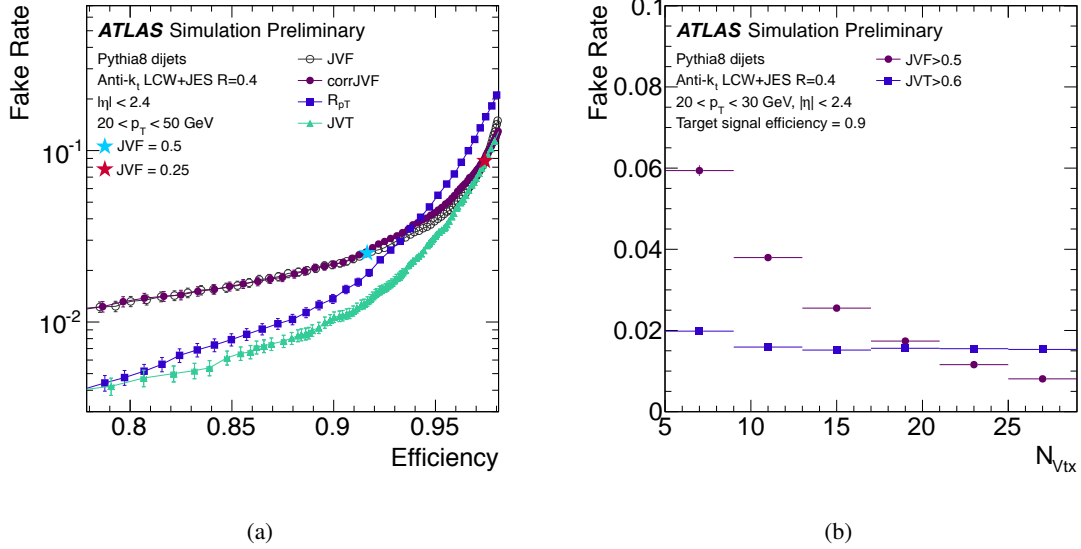 ATLAS Simulation Preliminary
Pythia8 dijets
Anti-kt LCW+JES R=0.4
|η| < 2.4
20 < pT < 50 GeV
JVF = 0.5
JVF = 0.25
JVF
corrJVF
RpT
JVT
Fake Rate
10⁻¹
10⁻²
0.8 0.85 0.9 0.95
Efficiency
(a)
ATLAS Simulation Preliminary
Pythia8 dijets
Anti-kt LCW+JES R=0.4
20 < pT < 30 GeV, |η| < 2.4
Target signal efficiency = 0.9
JVF>0.5
JVT>0.6
Fake Rate
0.1
0.08
0.06
0.04
0.02
0
5 10 15 20 25
NVtx
(b)